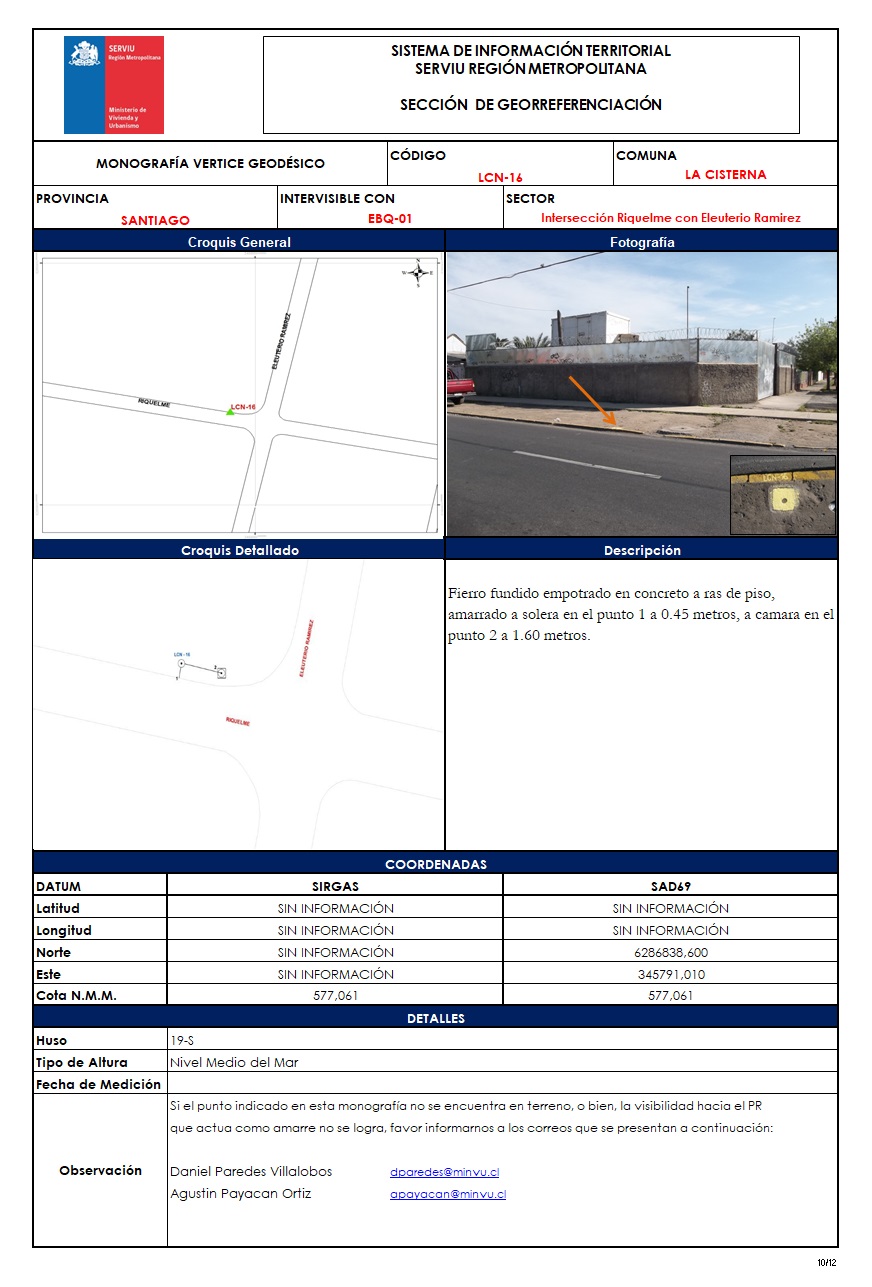 SERVIU
Región Metropolitana
Ministerio de
Vivienda y
Urbanismo
SISTEMA DE INFORMACIÓN TERRITORIAL
SERVIU REGIÓN METROPOLITANA
SECCIÓN DE GEORREFERENCIACIÓN
MONOGRAFÍA VERTICE GEODÉSICO
CÓDIGO
LCN-16
COMUNA
LA CISTERNA
PROVINCIA
SANTIAGO
INTERVISIBLE CON
EBQ-01
SECTOR
Intersección Riquelme con Eleuterio Ramirez
Croquis General
Fotografía
N
W E
S
ELEUTERIO RAMIREZ
RIQUELME
LCN-16
LCN-16
Croquis Detallado
Descripción
LCN - 16
1
2
ELEUTERIO RAMIREZ
RIQUELME
Fierro fundido empotrado en concreto a ras de piso,
amarrado a solera en el punto 1 a 0.45 metros, a camara en el
punto 2 a 1.60 metros.
COORDENADAS
DATUM SIRGAS SAD69
Latitud SIN INFORMACIÓN SIN INFORMACIÓN
Longitud SIN INFORMACIÓN SIN INFORMACIÓN
Norte SIN INFORMACIÓN 6286838,600
Este SIN INFORMACIÓN 345791,010
Cota N.M.M. 577,061 577,061
DETALLES
Huso 19-S
Tipo de Altura Nivel Medio del Mar
Fecha de Medición
Observación
Si el punto indicado en esta monografía no se encuentra en terreno, o bien, la visibilidad hacia el PR
que actua como amarre no se logra, favor informarnos a los correos que se presentan a continuación:
Daniel Paredes Villalobos dparedes@minvu.cl
Agustin Payacan Ortiz apayacan@minvu.cl
10/12